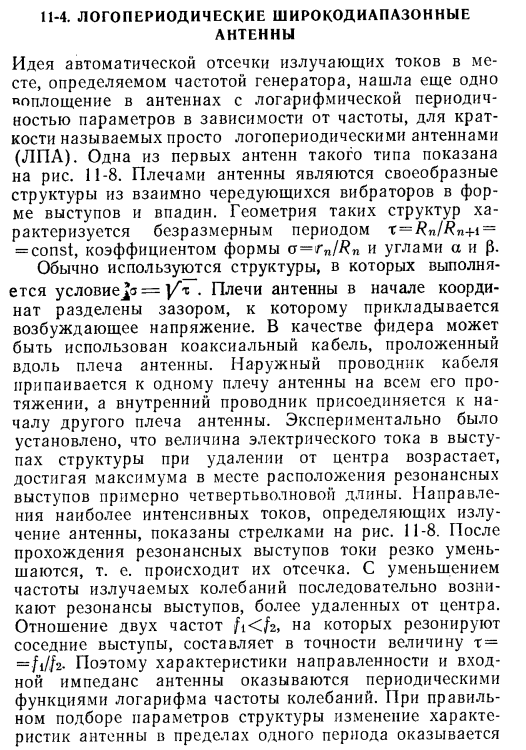 11-4. ЛОГОПЕРИОДИЧЕСКИЕ ШИРОКОДИАПАЗОННЫЕ
АНТЕННЫ
Идея автоматической отсечки излучающих токов в ме-
сте, определяемом частотой генератора, нашла еще одно
воплощение в антеннах с логарифмической периодич-
ностью параметров в зависимости от частоты, для крат-
кости называемых просто логопериодическими антеннами
(ЛПА). Одна из первых антенн такого типа показана
на рис. 11-8. Плечами антенны являются своеобразные
структуры из взаимно чередующихся вибраторов в фор-
ме выступов и впадин. Геометрия таких структур ха-
рактеризуется безразмерным периодом τ=Rn/Rn+1=
=const, коэффициентом формы σ=rn/Rn и углами α и β.
Обычно используются структуры, в которых выполня-
ется условие σ=√τ. Плечи антенны в начале коорди-
нат разделены зазором, к которому прикладывается
возбуждающее напряжение. В качестве фидера может
быть использован коаксиальный кабель, проложенный
вдоль плеча антенны. Наружный проводник кабеля
припаивается к одному плечу антенны на всем его про-
тяжении, а внутренний проводник присоединяется к на-
чалу другого плеча антенны. Экспериментально было
установлено, что величина электрического тока в высту-
пах структуры при удалении от центра возрастает,
достигая максимума в месте расположения резонансных
выступов примерно четвертьволновой длины. Направле-
ния наиболее интенсивных токов, определяющих излу-
чение антенны, показаны стрелками на рис. 11-8. После
прохождения резонансных выступов токи резко умень-
шаются, т. е. происходит их отсечка. С уменьшением
частоты излучаемых колебаний последовательно возни-
кают резонансы выступов, более удаленных от центра.
Отношение двух частот f1<f2, на которых резонируют
соседние выступы, составляет в точности величину τ=
=f1/f2. Поэтому характеристики направленности и вход-
ной импеданс антенны оказываются периодическими
функциями логарифма частоты колебаний. При правиль-
ном подборе параметров структуры изменение характе-
ристик антенны в пределах одного периода оказывается